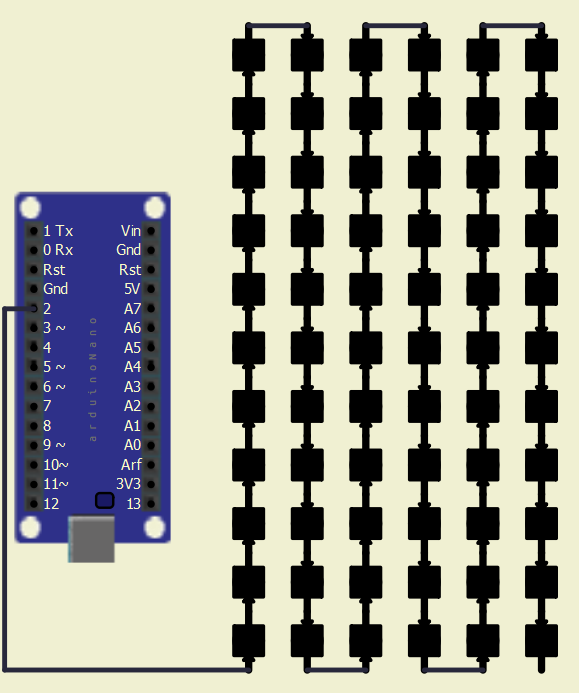 1 Tx Vin
0 Rx Gnd
Rst Rst
Gnd 5V
2 A7
3 ~ A6
4 A5
5 ~ A4
6 ~ A3
7 A2
8 A1
9 ~ A0
10~ Arf
11~ 3V3
12 13
arduinoNano